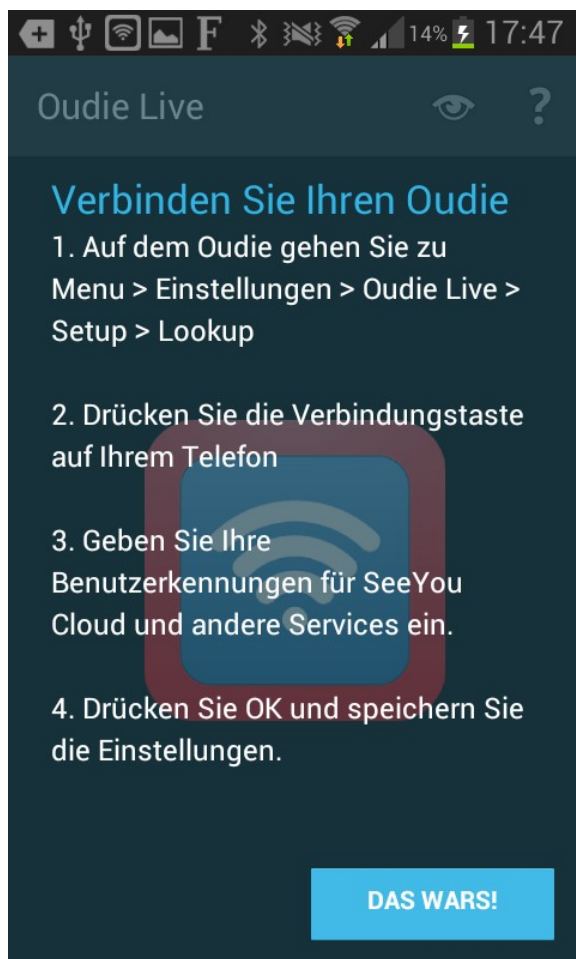 F 14% 17:47
Oudie Live ?
Verbinden Sie Ihren Oudie
1. Auf dem Oudie gehen Sie zu
Menu > Einstellungen > Oudie Live >
Setup > Lookup
2. Drücken Sie die Verbindungstaste
auf Ihrem Telefon
3. Geben Sie Ihre
Benutzerkennungen für SeeYou
Cloud und andere Services ein.
4. Drücken Sie OK und speichern Sie
die Einstellungen.
DAS WARS!